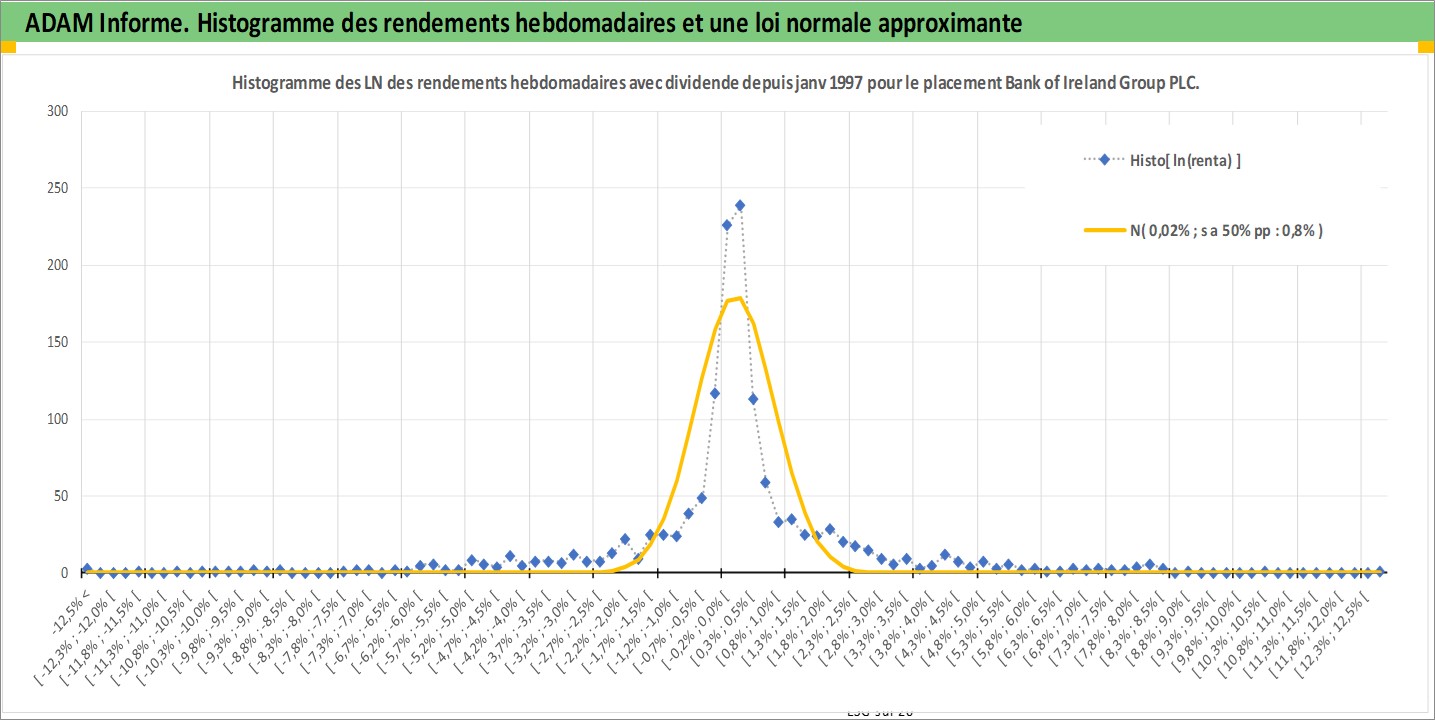 ADAM Informe. Histogramme des rendements hebdomadaires et une loi normale approximante
Histogramme des LN des rendements hebdomadaires avec dividende depuis janv 1997 pour le placement Bank of Ireland Group PLC.
300
250
200
150
100
50
0
Histo[ ln(renta) ]
N( 0,02% ; s a 50% pp : 0,8% )
-12,5% <
[ -12,3% ; -12,0% [
[ -11,8% ; -11,5% [
[ -11,3% ; -11,0% [
[ -10,8% ; -10,5% [
[ -10,3% ; -10,0% [
[ -9,8% ; -9,5% [
[ -9,3% ; -9,0% [
[ -8,8% ; -8,5% [
[ -8,3% ; -8,0% [
[ -7,8% ; -7,5% [
[ -7,3% ; -7,0% [
[ -6,7% ; -6,5% [
[ -6,2% ; -6,0% [
[ -5,7% ; -5,5% [
[ -5,2% ; -5,0% [
[ -4,7% ; -4,5% [
[ -4,2% ; -4,0% [
[ -3,7% ; -3,5% [
[ -3,2% ; -3,0% [
[ -2,7% ; -2,5% [
[ -2,2% ; -2,0% [
[ -1,7% ; -1,5% [
[ -1,2% ; -1,0% [
[ -0,7% ; -0,5% [
[ -0,2% ; 0,0% [
[ 0,3% ; 0,5% [
[ 0,8% ; 1,0% [
[ 1,3% ; 1,5% [
[ 1,8% ; 2,0% [
[ 2,3% ; 2,5% [
[ 2,8% ; 3,0% [
[ 3,3% ; 3,5% [
[ 3,8% ; 4,0% [
[ 4,3% ; 4,5% [
[ 4,8% ; 5,0% [
[ 5,3% ; 5,5% [
[ 5,8% ; 6,0% [
[ 6,3% ; 6,5% [
[ 6,8% ; 7,0% [
[ 7,3% ; 7,5% [
[ 7,8% ; 8,0% [
[ 8,3% ; 8,5% [
[ 8,8% ; 9,0% [
[ 9,3% ; 9,5% [
[ 9,8% ; 10,0% [
[ 10,3% ; 10,5% [
[ 10,8% ; 11,0% [
[ 11,3% ; 11,5% [
[ 11,8% ; 12,0% [
[ 12,3% ; 12,5% [